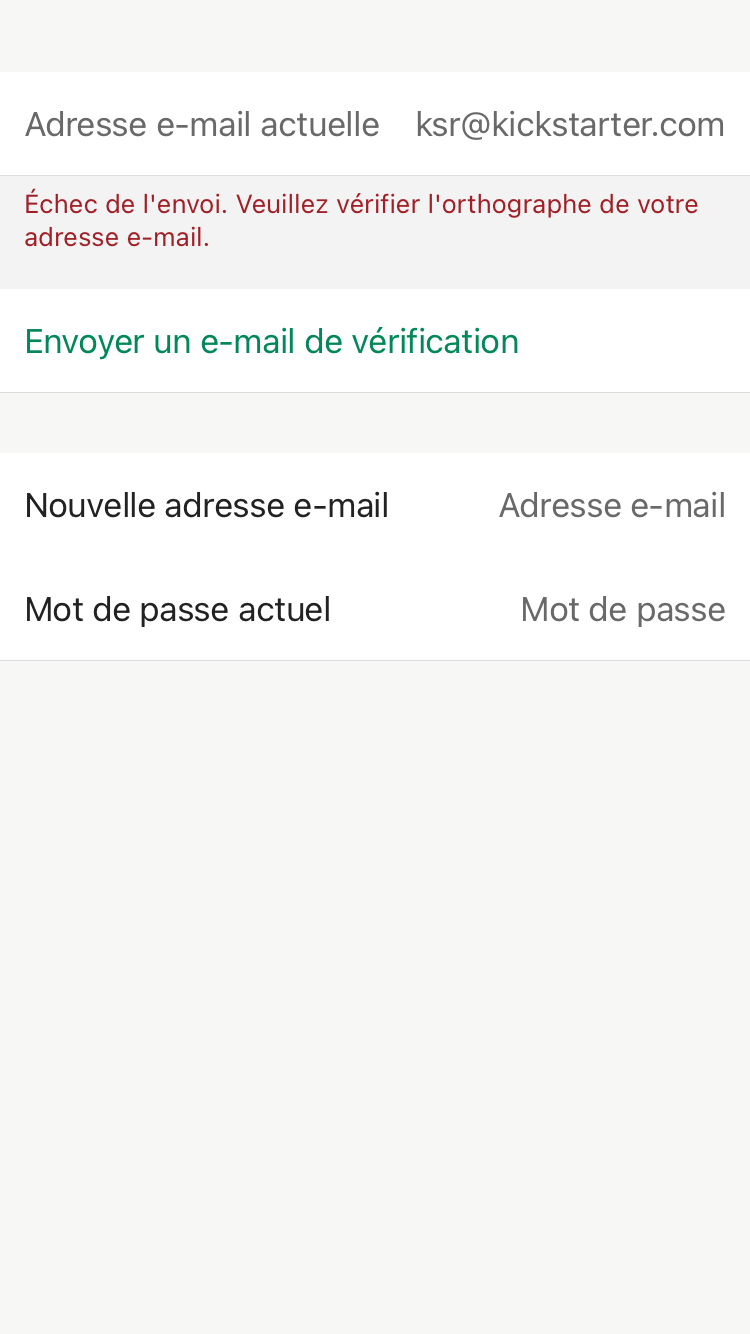 Adresse e-mail actuelle ksr@kickstarter.com
Échec de l'envoi. Veuillez vérifier l'orthographe de votre
adresse e-mail.
Envoyer un e-mail de vérification
Nouvelle adresse e-mail Adresse e-mail
Mot de passe actuel Mot de passe